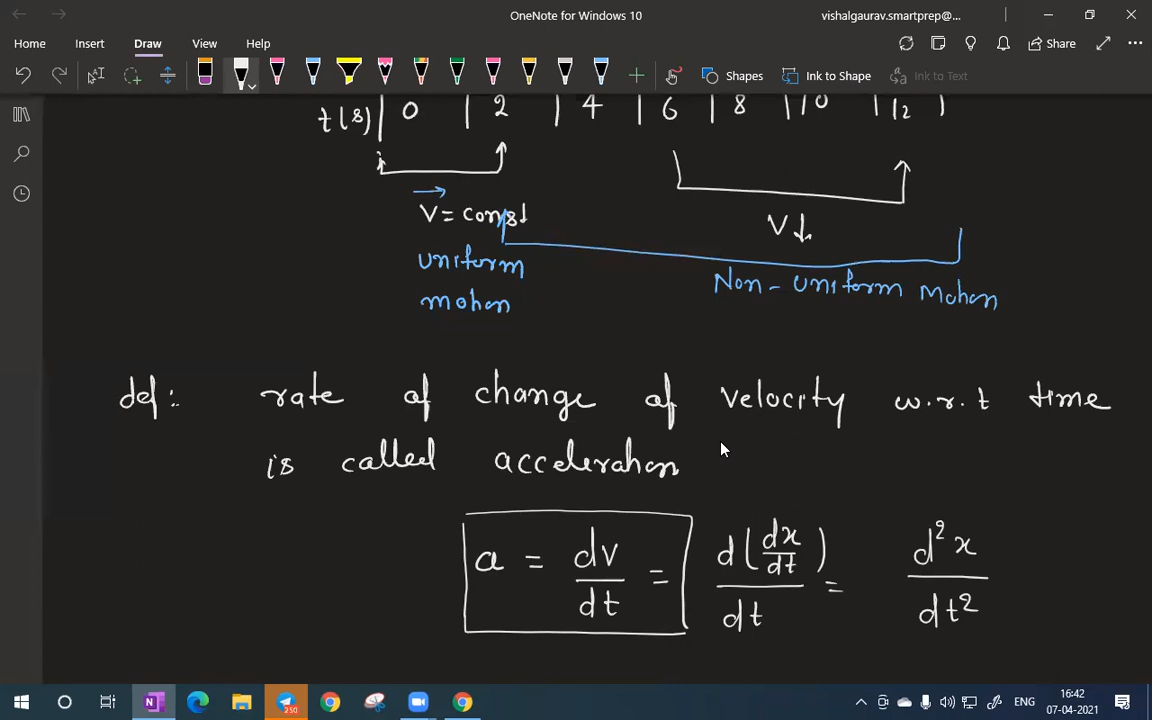 OneNote for Windows 10
vishalgaurav.smartprep@...
Home Insert Draw View Help
Share
Shapes Ink to Shape Ink to Text
t(s) | 0 | 2 | 4 | 6 | 8 | 10 | 12 |
V = const
V↓
uniform
motion
Non - uniform Motion
def: rate of change of velocity w.r.t time
is called acceleration
a = dv/dt = d(dx/dt)/dt = d²x/dt²
250
ENG
16:42
07-04-2021